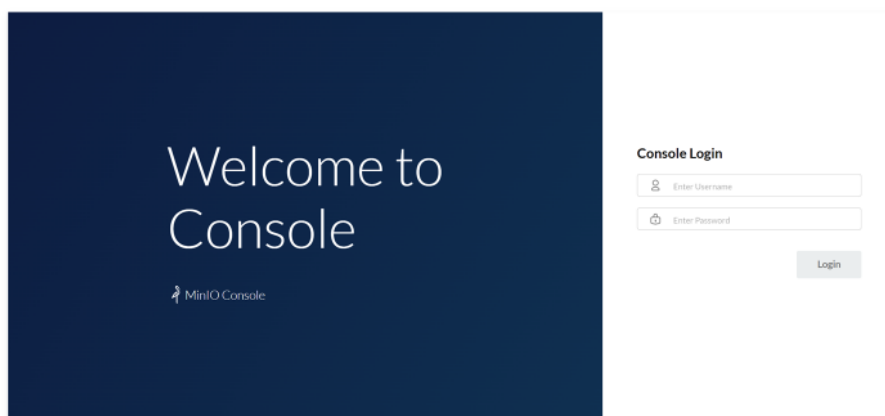 Welcome to
Console
MinIO Console
Console Login
Enter Username
Enter Password
Login